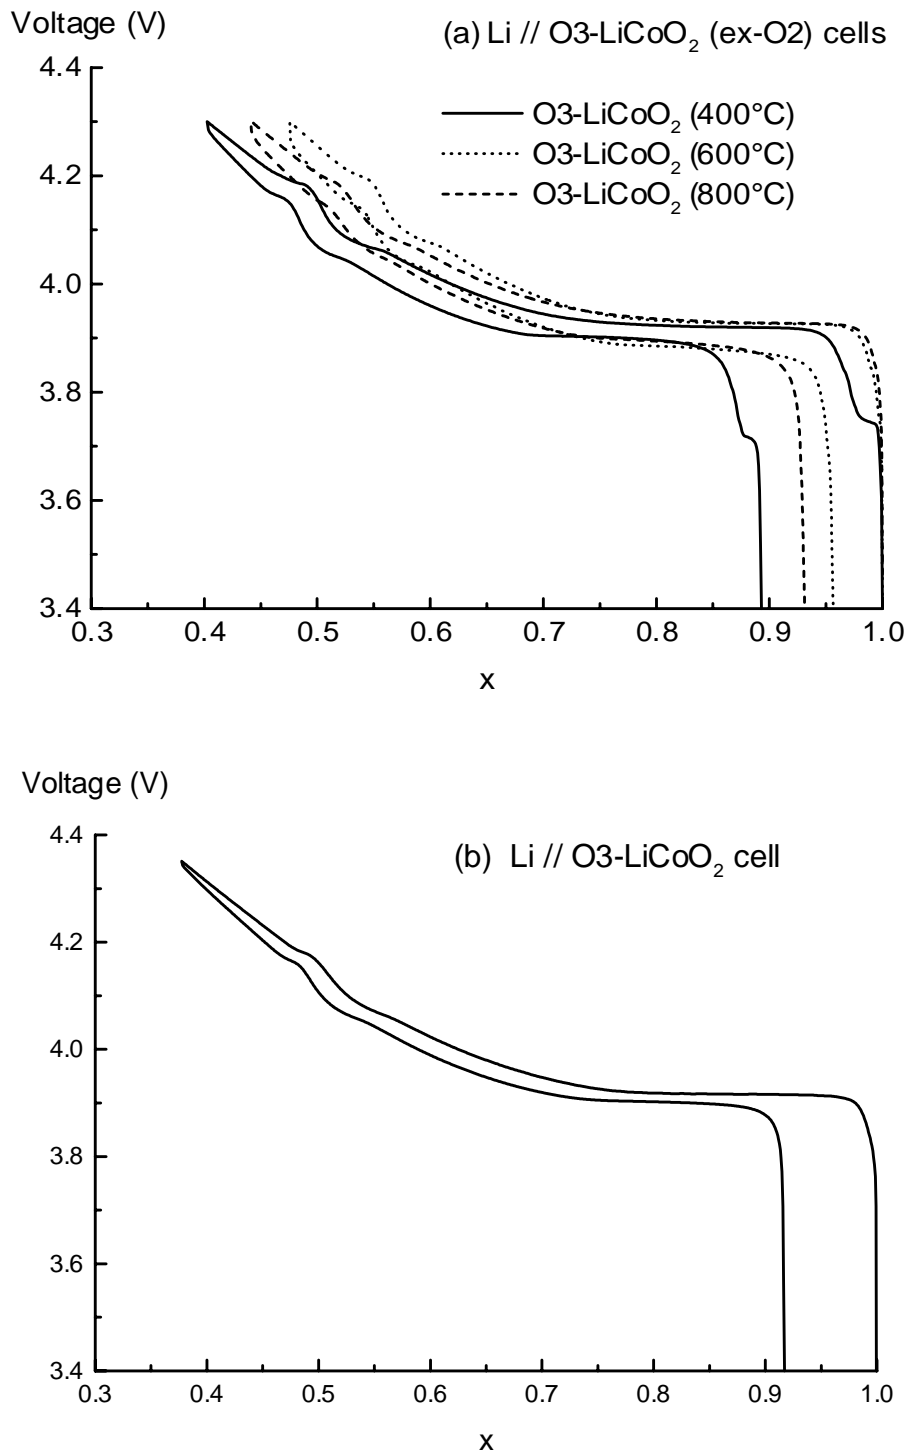 Voltage (V)
(a) Li // O3-LiCoO₂ (ex-O2) cells
4.4
O3-LiCoO₂ (400°C)
O3-LiCoO₂ (600°C)
O3-LiCoO₂ (800°C)
4.2
4.0
3.8
3.6
3.4
0.3 0.4 0.5 0.6 0.7 0.8 0.9 1.0
x
Voltage (V)
4.4
(b) Li // O3-LiCoO₂ cell
4.2
4.0
3.8
3.6
3.4
0.3 0.4 0.5 0.6 0.7 0.8 0.9 1.0
x